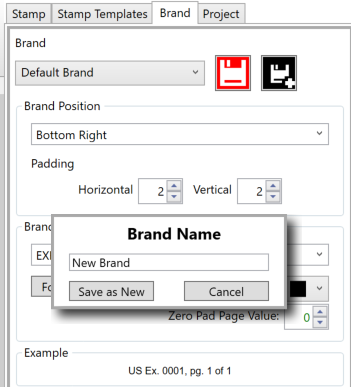 Stamp Stamp Templates Brand Project
Brand
Default Brand
Brand Position
Bottom Right
Padding
Horizontal 2 Vertical 2
Brand
Brand Name
EXI
New Brand
Fo
Save as New Cancel
Zero Pad Page Value: 0
Example
US Ex. 0001, pg. 1 of 1